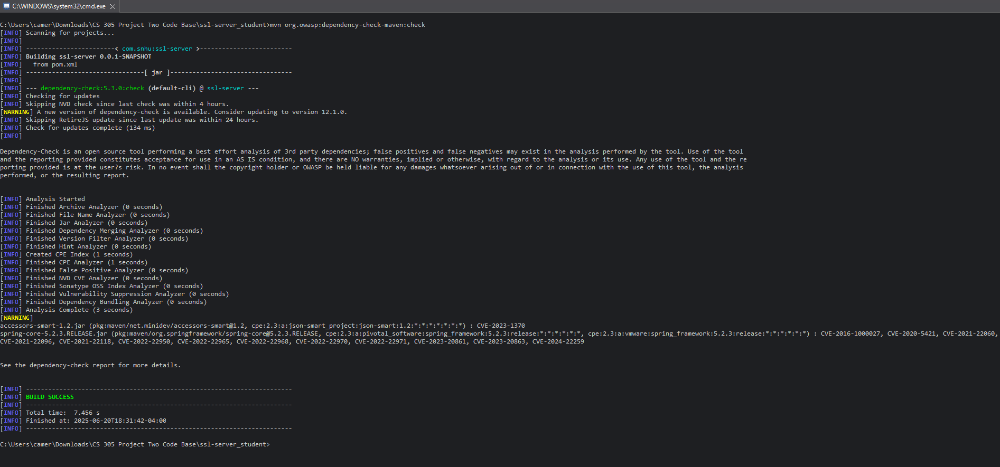 C:\WINDOWS\system32\cmd.exe
C:\Users\camer\Downloads\CS 305 Project Two Code Base\ssl-server_student>mvn org.owasp:dependency-check-maven:check
[INFO] Scanning for projects...
[INFO]
[INFO] ------------------------< com.snhu:ssl-server >-------------------------
[INFO] Building ssl-server 0.0.1-SNAPSHOT
[INFO]   from pom.xml
[INFO] --------------------------------[ jar ]---------------------------------
[INFO]
[INFO] --- dependency-check:5.3.0:check (default-cli) @ ssl-server ---
[INFO] Checking for updates
[INFO] Skipping NVD check since last check was within 4 hours.
[WARNING] A new version of dependency-check is available. Consider updating to version 12.1.0.
[INFO] Skipping RetireJS update since last update was within 24 hours.
[INFO] Check for updates complete (134 ms)
[INFO]
Dependency-Check is an open source tool performing a best effort analysis of 3rd party dependencies; false positives and false negatives may exist in the analysis performed by the tool. Use of the tool
and the reporting provided constitutes acceptance for use in an AS IS condition, and there are NO warranties, implied or otherwise, with regard to the analysis or its use. Any use of the tool and the re
porting provided is at the user?s risk. In no event shall the copyright holder or OWASP be held liable for any damages whatsoever arising out of or in connection with the use of this tool, the analysis
performed, or the resulting report.
[INFO] Analysis Started
[INFO] Finished Archive Analyzer (0 seconds)
[INFO] Finished File Name Analyzer (0 seconds)
[INFO] Finished Jar Analyzer (0 seconds)
[INFO] Finished Dependency Merging Analyzer (0 seconds)
[INFO] Finished Version Filter Analyzer (0 seconds)
[INFO] Finished Hint Analyzer (0 seconds)
[INFO] Created CPE Index (1 seconds)
[INFO] Finished CPE Analyzer (1 seconds)
[INFO] Finished False Positive Analyzer (0 seconds)
[INFO] Finished NVD CVE Analyzer (0 seconds)
[INFO] Finished Sonatype OSS Index Analyzer (0 seconds)
[INFO] Finished Vulnerability Suppression Analyzer (0 seconds)
[INFO] Finished Dependency Bundling Analyzer (0 seconds)
[INFO] Analysis Complete (3 seconds)
[WARNING]
accessors-smart-1.2.jar (pkg:maven/net.minidev/accessors-smart@1.2, cpe:2.3:a:json-smart_project:json-smart:1.2:*:*:*:*:*:*:*) : CVE-2023-1370
spring-core-5.2.3.RELEASE.jar (pkg:maven/org.springframework/spring-core@5.2.3.RELEASE, cpe:2.3:a:pivotal_software:spring_framework:5.2.3:release:*:*:*:*:*:*, cpe:2.3:a:vmware:spring_framework:5.2.3:release:*:*:*:*:*:*) : CVE-2016-1000027, CVE-2020-5421, CVE-2021-22060,
CVE-2021-22096, CVE-2021-22118, CVE-2022-22950, CVE-2022-22965, CVE-2022-22968, CVE-2022-22970, CVE-2022-22971, CVE-2023-20861, CVE-2023-20863, CVE-2024-22259
See the dependency-check report for more details.
[INFO] ------------------------------------------------------------------------
[INFO] BUILD SUCCESS
[INFO] ------------------------------------------------------------------------
[INFO] Total time:  7.456 s
[INFO] Finished at: 2025-06-20T18:31:42-04:00
[INFO] ------------------------------------------------------------------------
C:\Users\camer\Downloads\CS 305 Project Two Code Base\ssl-server_student>